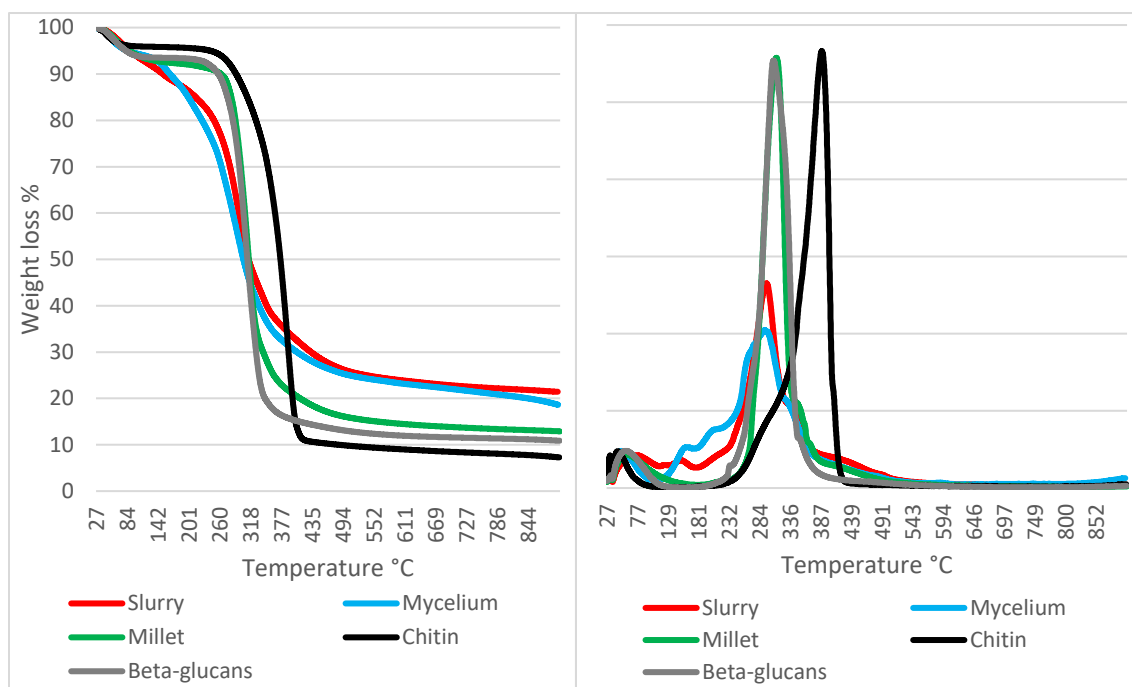 100
90
80
70
60
50
40
30
20
10
0
Weight loss %
27 84 142 201 260 318 377 435 494 552 611 669 727 786 844
Temperature °C
Slurry Mycelium
Millet Chitin
Beta-glucans
27 77 129 181 232 284 336 387 439 491 543 594 646 697 749 800 852
Temperature °C
Slurry Mycelium
Millet Chitin
Beta-glucans